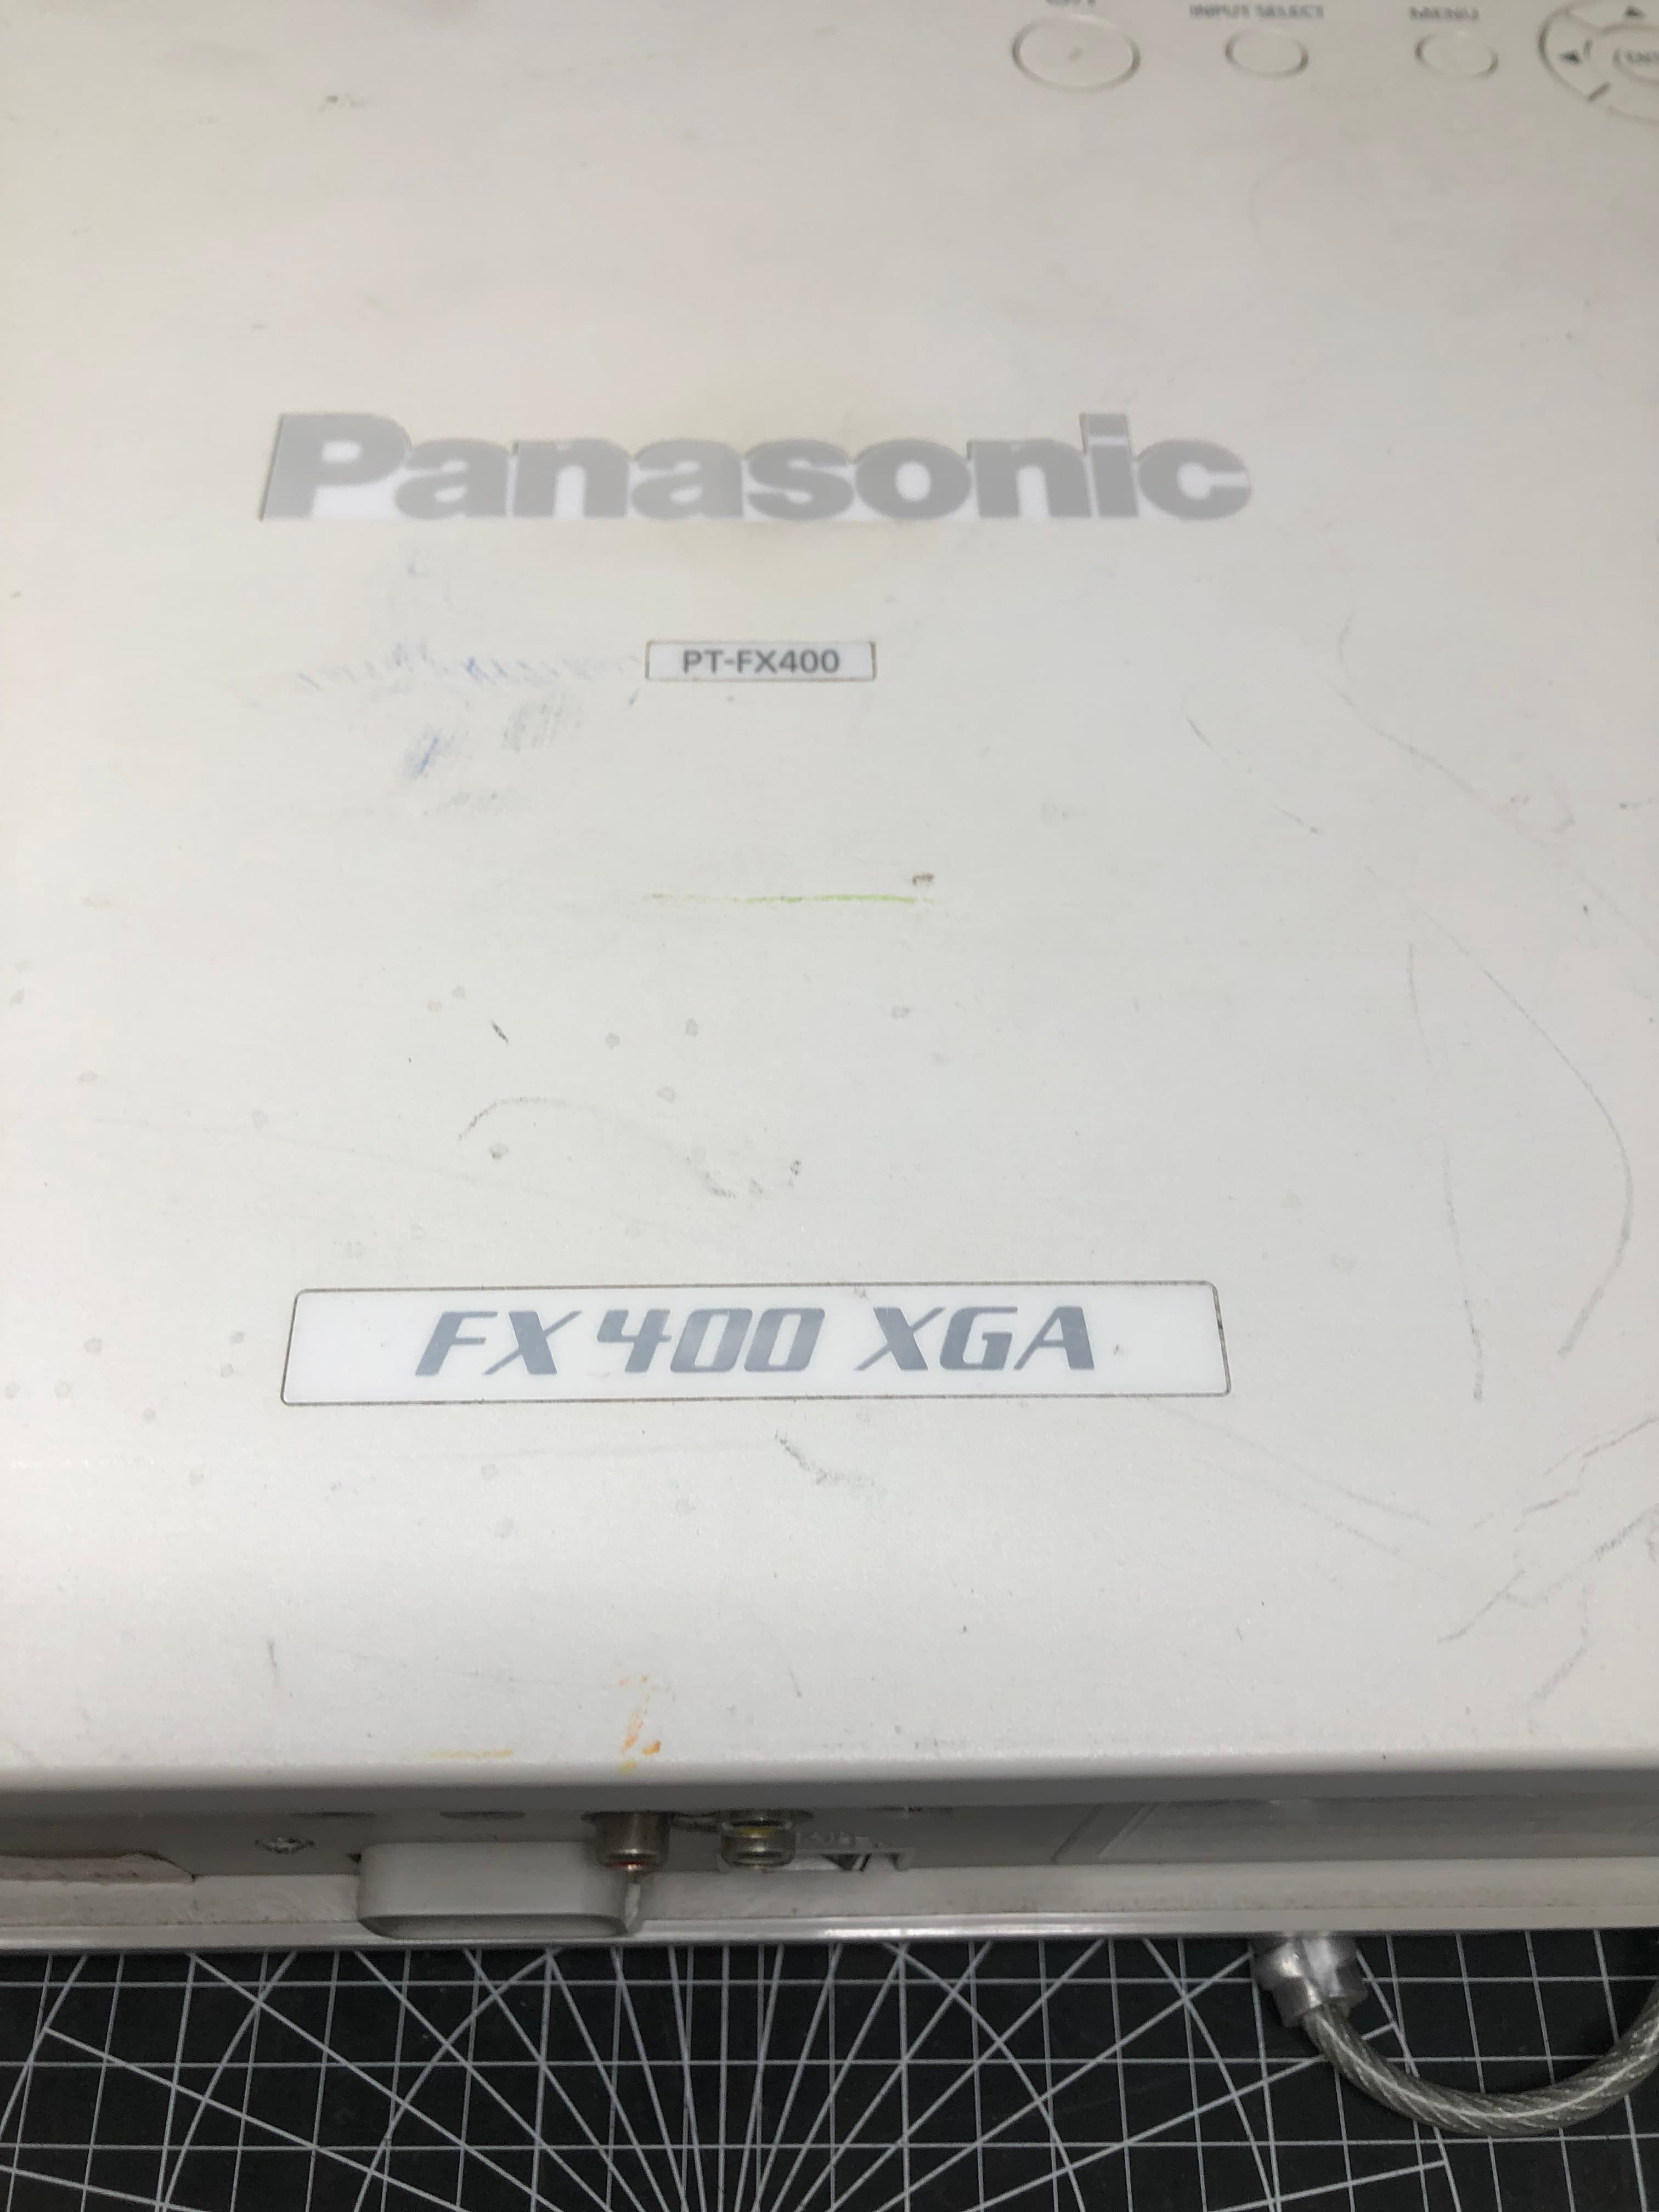 INPUT SELECT
MENU
Panasonic
PT-FX400
FX400 XGA